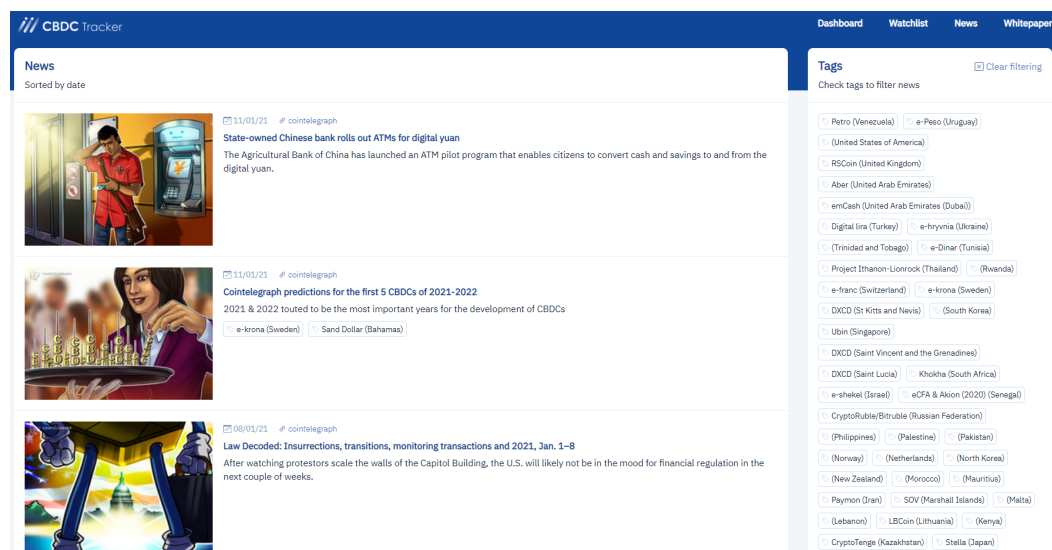 CBDC Tracker
Dashboard Watchlist News Whitepaper
News
Sorted by date
11/01/21 cointelegraph
State-owned Chinese bank rolls out ATMs for digital yuan
The Agricultural Bank of China has launched an ATM pilot program that enables citizens to convert cash and savings to and from the
digital yuan.
11/01/21 cointelegraph
Cointelegraph predictions for the first 5 CBDCs of 2021-2022
2021 & 2022 touted to be the most important years for the development of CBDCs
e-krona (Sweden) Sand Dollar (Bahamas)
08/01/21 cointelegraph
Law Decoded: Insurrections, transitions, monitoring transactions and 2021, Jan. 1–8
After watching protestors scale the walls of the Capitol Building, the U.S. will likely not be in the mood for financial regulation in the
next couple of weeks.
Tags
Clear filtering
Check tags to filter news
Petro (Venezuela) e-Peso (Uruguay)
(United States of America)
RSCoin (United Kingdom)
Aber (United Arab Emirates)
emCash (United Arab Emirates (Dubai))
Digital lira (Turkey) e-hryvnia (Ukraine)
(Trinidad and Tobago) e-Dinar (Tunisia)
Project Ithanon-Lionrock (Thailand) (Rwanda)
e-franc (Switzerland) e-krona (Sweden)
DXCD (St Kitts and Nevis) (South Korea)
Ubin (Singapore)
DXCD (Saint Vincent and the Grenadines)
DXCD (Saint Lucia) Khokha (South Africa)
e-shekel (Israel) eCFA & Akion (2020) (Senegal)
CryptoRuble/Bitruble (Russian Federation)
(Philippines) (Palestine) (Pakistan)
(Norway) (Netherlands) (North Korea)
(New Zealand) (Morocco) (Mauritius)
Paymon (Iran) SOV (Marshall Islands) (Malta)
(Lebanon) LBCoin (Lithuania) (Kenya)
CryptoTenge (Kazakhstan) Stella (Japan)